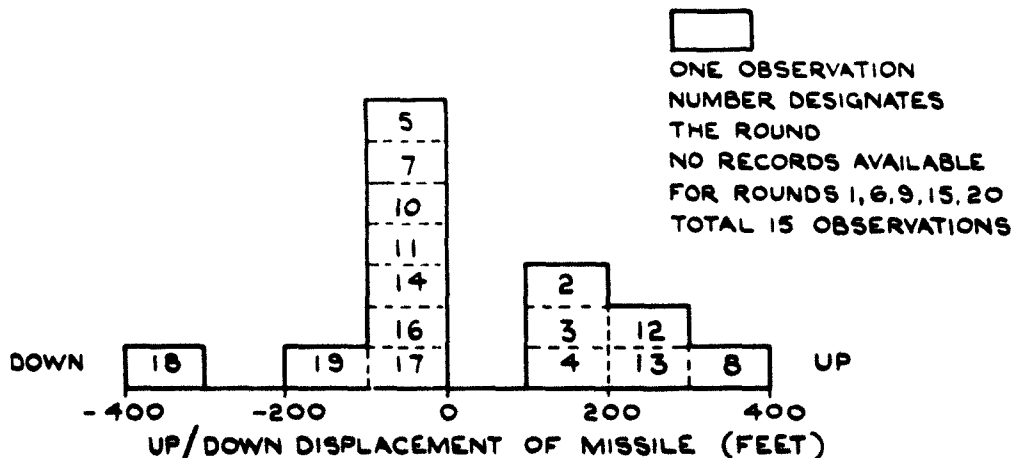 ONE OBSERVATION
NUMBER DESIGNATES
THE ROUND
NO RECORDS AVAILABLE
FOR ROUNDS 1,6,9,15,20
TOTAL 15 OBSERVATIONS
5
7
10
11
14
2
16
3
12
DOWN
18
19
17
4
13
8
UP
-400
-200
0
200
400
UP/DOWN DISPLACEMENT OF MISSILE (FEET)